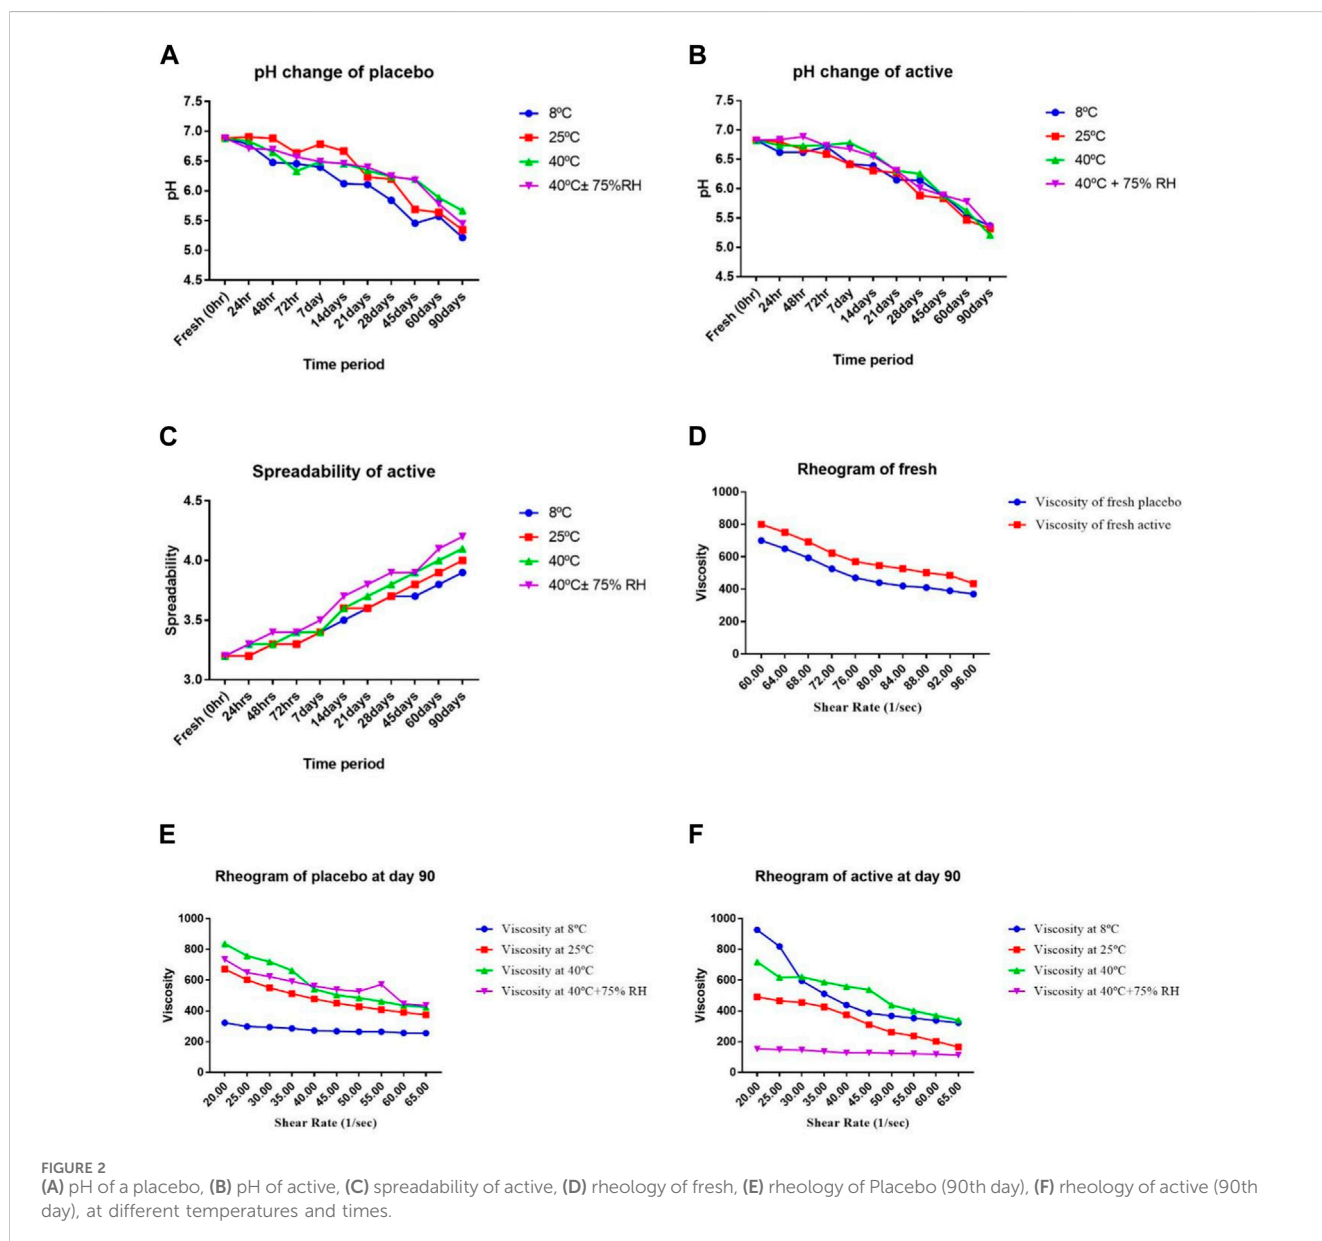 A
pH change of placebo
pH
7.5
7.0
6.5
6.0
5.5
5.0
4.5
Fresh (0hr)
24hr
48hr
72hr
7day
14days
21days
28days
45days
60days
90days
Time period
8ºC
25ºC
40ºC
40ºC± 75%RH
B
pH change of active
pH
7.5
7.0
6.5
6.0
5.5
5.0
4.5
Fresh (0hr)
24hr
48hr
72hr
7day
14days
21days
28days
45days
60days
90days
Time period
8ºC
25ºC
40ºC
40ºC + 75% RH
C
Spreadability of active
Spreadability
4.5
4.0
3.5
3.0
Fresh (0hr)
24hrs
48hrs
72hrs
7days
14days
21days
28days
45days
60days
90days
Time period
8ºC
25ºC
40ºC
40ºC± 75% RH
D
Rheogram of fresh
Viscosity
1000
800
600
400
200
0
60.00
64.00
68.00
72.00
76.00
80.00
84.00
88.00
92.00
96.00
Shear Rate (1/sec)
Viscosity of fresh placebo
Viscosity of fresh active
E
Rheogram of placebo at day 90
Viscosity
1000
800
600
400
200
0
20.00
25.00
30.00
35.00
40.00
45.00
50.00
55.00
60.00
65.00
Shear Rate (1/sec)
Viscosity at 8ºC
Viscosity at 25ºC
Viscosity at 40ºC
Viscosity at 40ºC+75% RH
F
Rheogram of active at day 90
Viscosity
1000
800
600
400
200
0
20.00
25.00
30.00
35.00
40.00
45.00
50.00
55.00
60.00
65.00
Shear Rate (1/sec)
Viscosity at 8ºC
Viscosity at 25ºC
Viscosity at 40ºC
Viscosity at 40ºC+75% RH
FIGURE 2
(A) pH of a placebo, (B) pH of active, (C) spreadability of active, (D) rheology of fresh, (E) rheology of Placebo (90th day), (F) rheology of active (90th
day), at different temperatures and times.